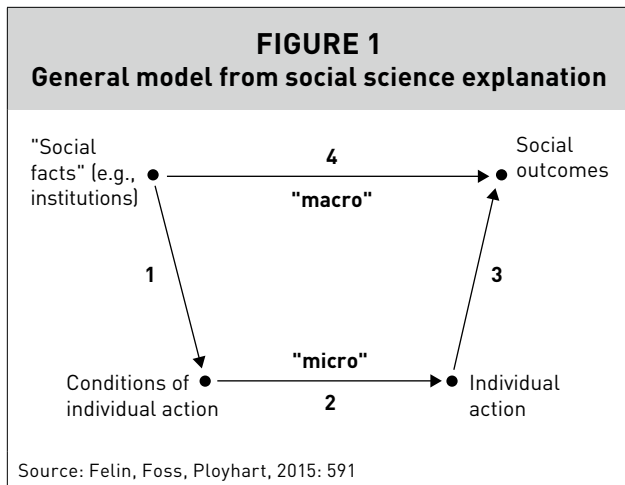 FIGURE 1
General model from social science explanation
"Social
facts" (e.g.,
institutions)
4
"macro"
Social
outcomes
1
3
"micro"
Conditions of
individual action
2
Individual
action
Source: Felin, Foss, Ployhart, 2015: 591